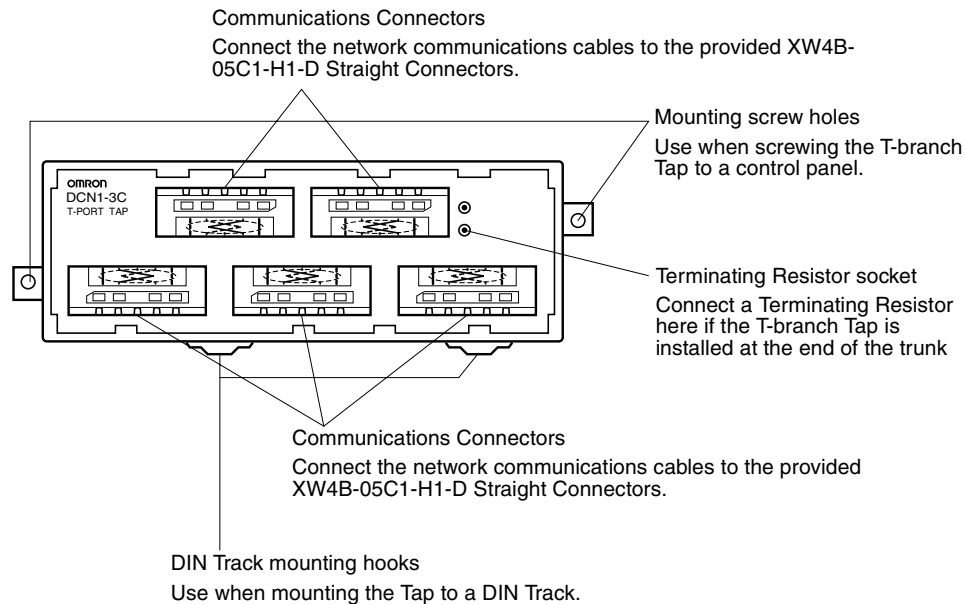 Communications Connectors
Connect the network communications cables to the provided XW4B-
05C1-H1-D Straight Connectors.
Mounting screw holes
Use when screwing the T-branch
Tap to a control panel.
OMRON
DCN1-3C
T-PORT TAP
Terminating Resistor socket
Connect a Terminating Resistor
here if the T-branch Tap is
installed at the end of the trunk
Communications Connectors
Connect the network communications cables to the provided
XW4B-05C1-H1-D Straight Connectors.
DIN Track mounting hooks
Use when mounting the Tap to a DIN Track.